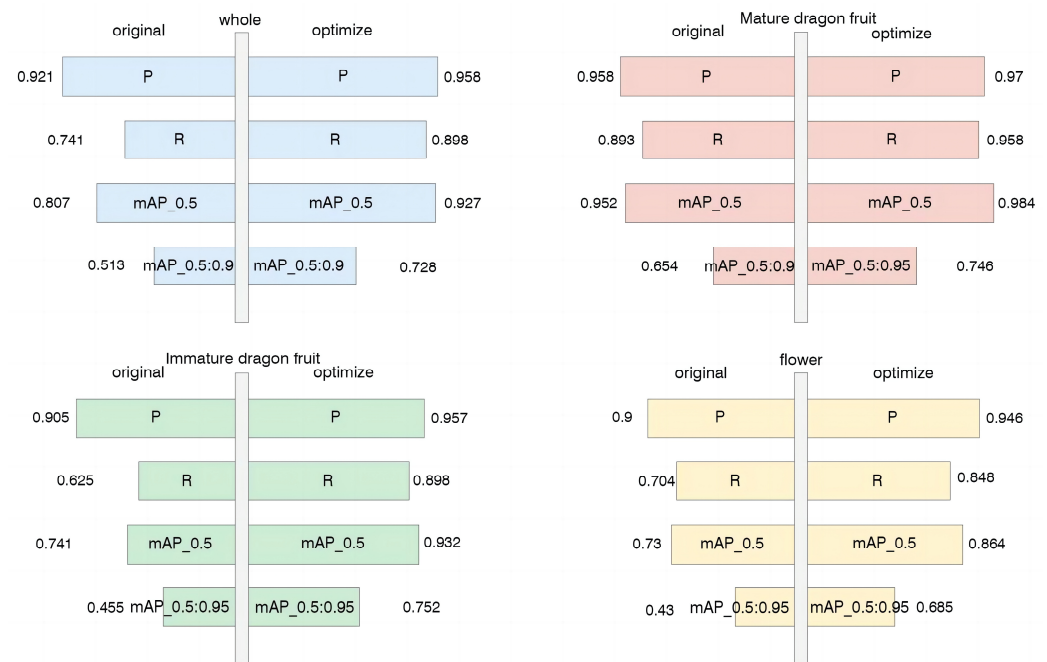 whole
original optimize
0.921 P P 0.958
0.741 R R 0.898
0.807 mAP_0.5 mAP_0.5 0.927
0.513 mAP_0.5:0.9 mAP_0.5:0.9 0.728
Mature dragon fruit
original optimize
0.958 P P 0.97
0.893 R R 0.958
0.952 mAP_0.5 mAP_0.5 0.984
0.654 mAP_0.5:0.9 mAP_0.5:0.95 0.746
Immature dragon fruit
original optimize
0.905 P P 0.957
0.625 R R 0.898
0.741 mAP_0.5 mAP_0.5 0.932
0.455 mAP_0.5:0.95 mAP_0.5:0.95 0.752
flower
original optimize
0.9 P P 0.946
0.704 R R 0.848
0.73 mAP_0.5 mAP_0.5 0.864
0.43 mAP_0.5:0.95 mAP_0.5:0.95 0.685